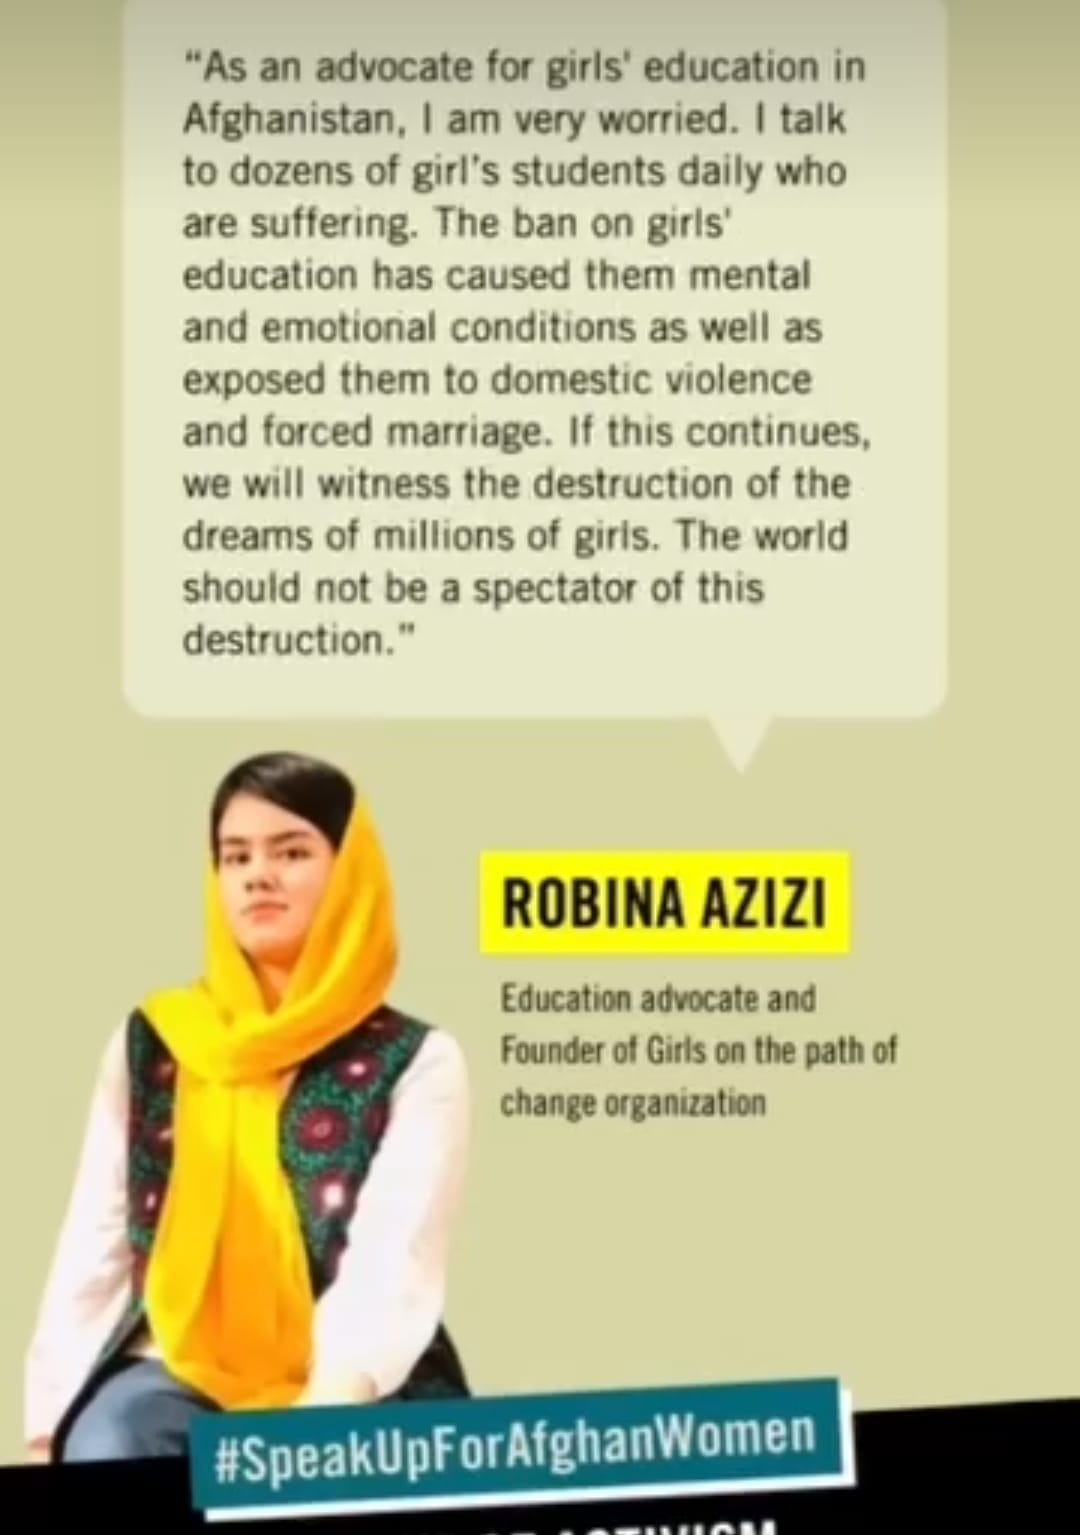 “As an advocate for girls' education in
Afghanistan, I am very worried. I talk
to dozens of girl's students daily who
are suffering. The ban on girls'
education has caused them mental
and emotional conditions as well as
exposed them to domestic violence
and forced marriage. If this continues,
we will witness the destruction of the
dreams of millions of girls. The world
should not be a spectator of this
destruction.”
ROBINA AZIZI
Education advocate and
Founder of Girls on the path of
change organization
#SpeakUpForAfghanWomen
ACTIVISM